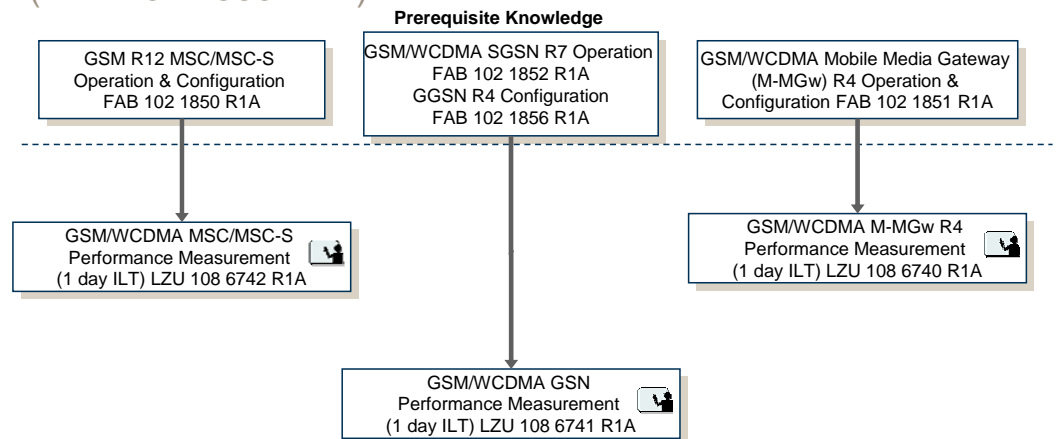 Prerequisite Knowledge
GSM R12 MSC/MSC-S
Operation & Configuration
FAB 102 1850 R1A
GSM/WCDMA SGSN R7 Operation
FAB 102 1852 R1A
GGSN R4 Configuration
FAB 102 1856 R1A
GSM/WCDMA Mobile Media Gateway
(M-MGw) R4 Operation &
Configuration FAB 102 1851 R1A
GSM/WCDMA MSC/MSC-S
Performance Measurement
(1 day ILT) LZU 108 6742 R1A
GSM/WCDMA M-MGw R4
Performance Measurement
(1 day ILT) LZU 108 6740 R1A
GSM/WCDMA GSN
Performance Measurement
(1 day ILT) LZU 108 6741 R1A